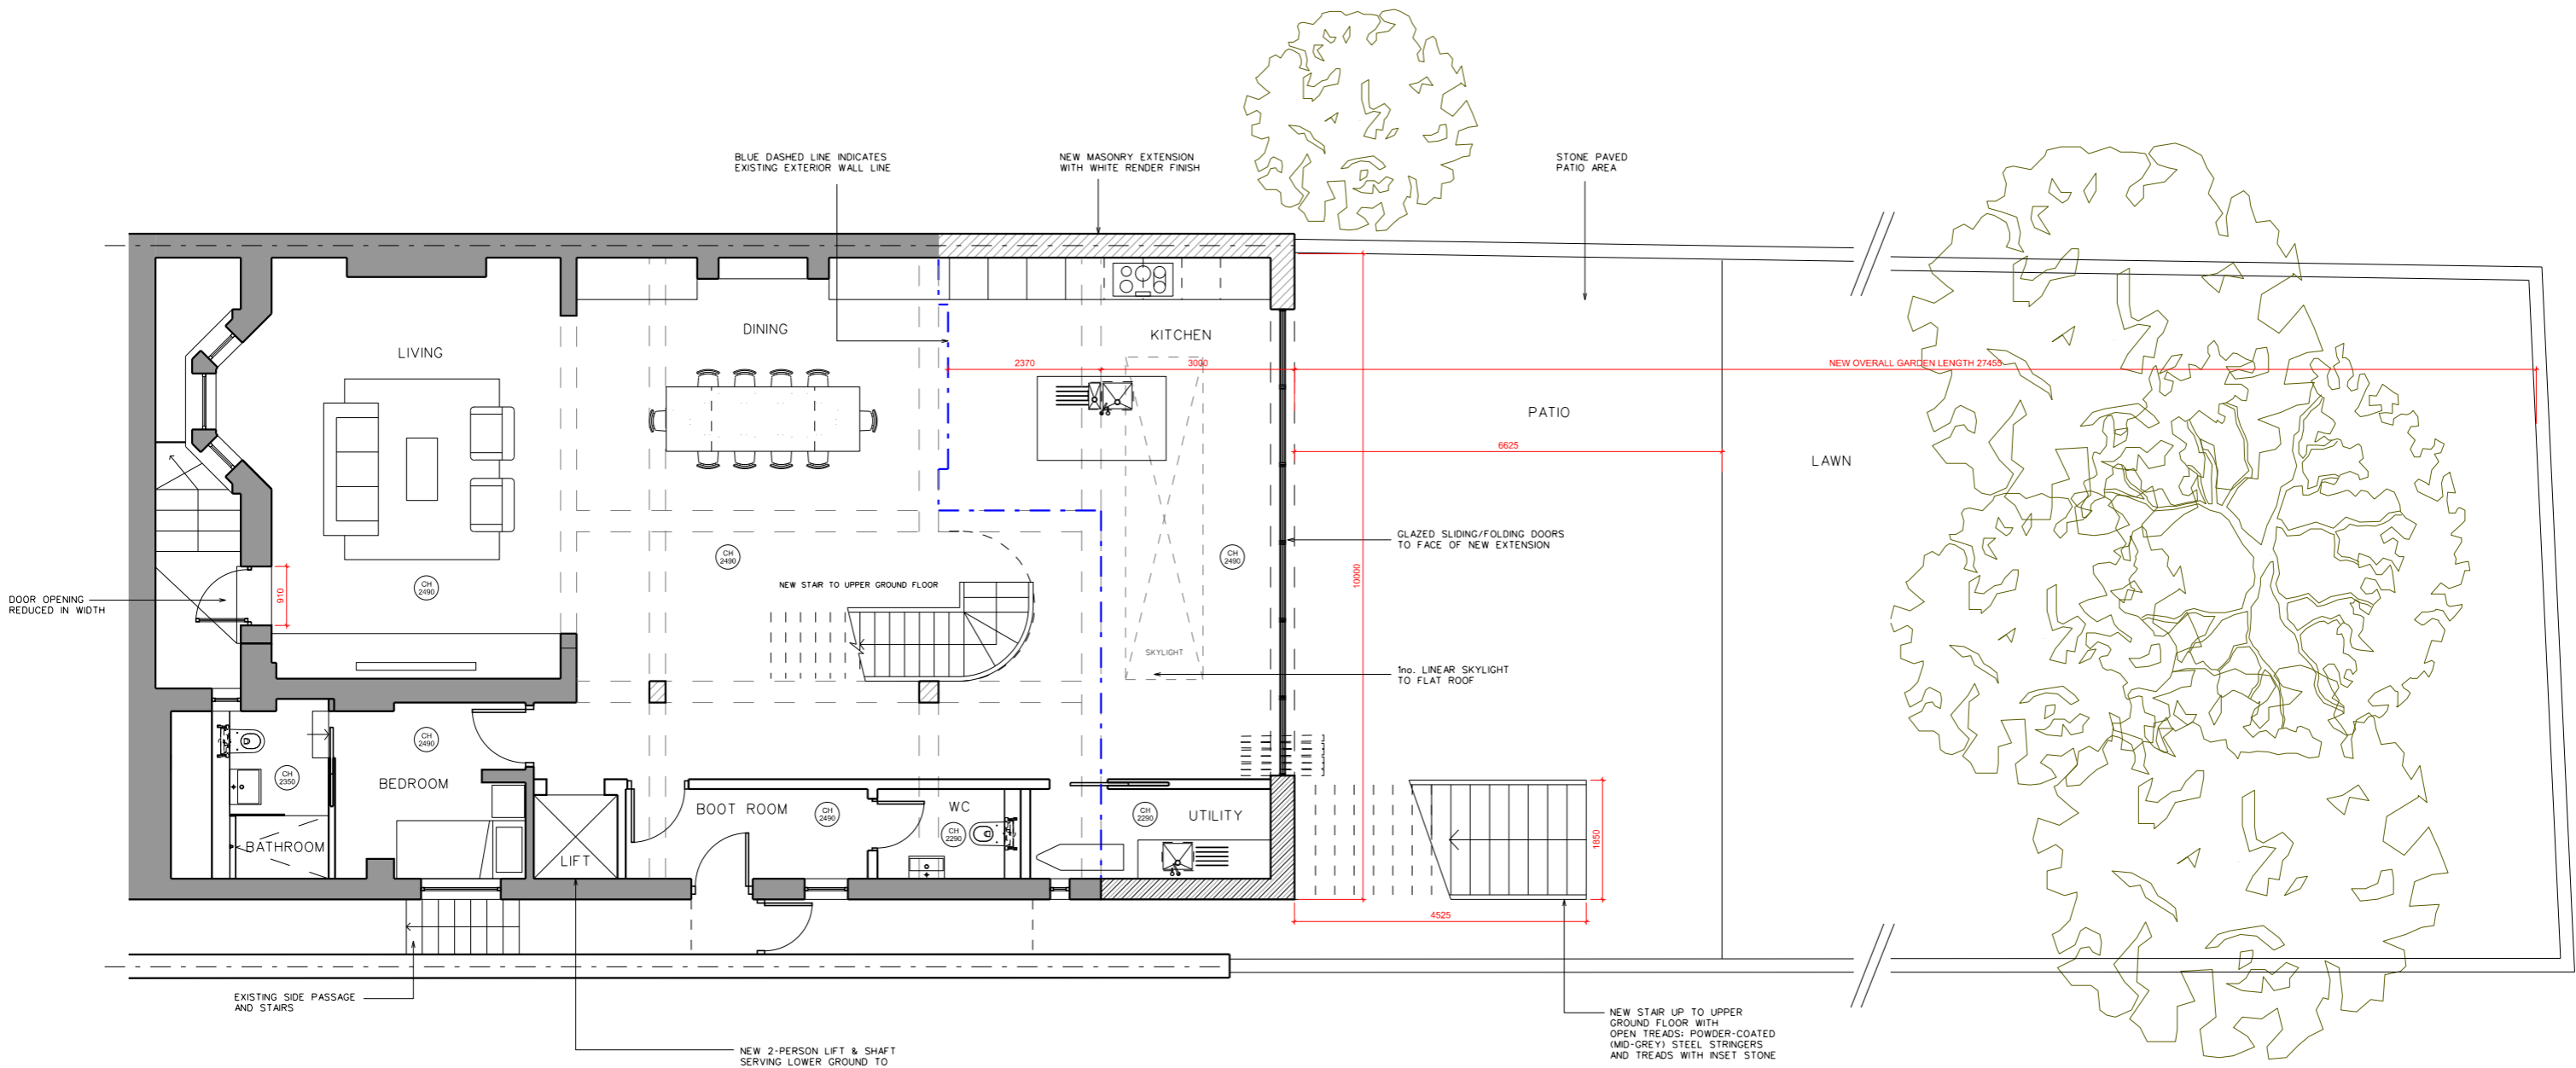 BLUE DASHED LINE INDICATES
EXISTING EXTERIOR WALL LINE
NEW MASONRY EXTENSION
WITH WHITE RENDER FINISH
STONE PAVED
PATIO AREA
LIVING
DINING
KITCHEN
2370
3000
NEW OVERALL GARDEN LENGTH 27455
PATIO
6625
LAWN
GLAZED SLIDING/FOLDING DOORS
TO FACE OF NEW EXTENSION
CH
2490
CH
2490
CH
2490
NEW STAIR TO UPPER GROUND FLOOR
DOOR OPENING
REDUCED IN WIDTH
910
10000
SKYLIGHT
1no. LINEAR SKYLIGHT
TO FLAT ROOF
CH
2490
CH
2350
BEDROOM
BATHROOM
LIFT
BOOT ROOM
CH
2490
WC
CH
2290
CH
2290
UTILITY
1850
4525
EXISTING SIDE PASSAGE
AND STAIRS
NEW 2-PERSON LIFT & SHAFT
SERVING LOWER GROUND TO
NEW STAIR UP TO UPPER
GROUND FLOOR WITH
OPEN TREADS: POWDER-COATED
(MID-GREY) STEEL STRINGERS
AND TREADS WITH INSET STONE